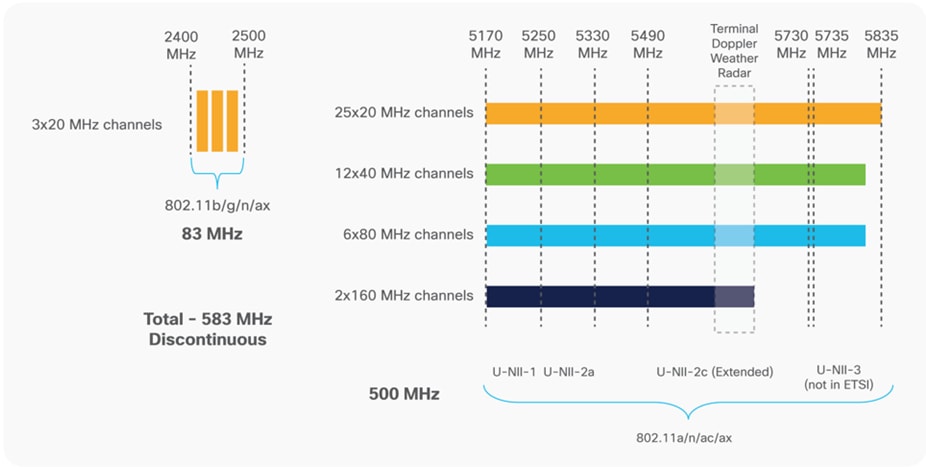 2400
MHz
2500
MHz
3x20 MHz channels
802.11b/g/n/ax
83 MHz
Total - 583 MHz
Discontinuous
5170
MHz
5250
MHz
5330
MHz
5490
MHz
Terminal
Doppler
Weather
Radar
5730
MHz
5735
MHz
5835
MHz
25x20 MHz channels
12x40 MHz channels
6x80 MHz channels
2x160 MHz channels
U-NII-1
U-NII-2a
U-NII-2c (Extended)
U-NII-3
(not in ETSI)
500 MHz
802.11a/n/ac/ax